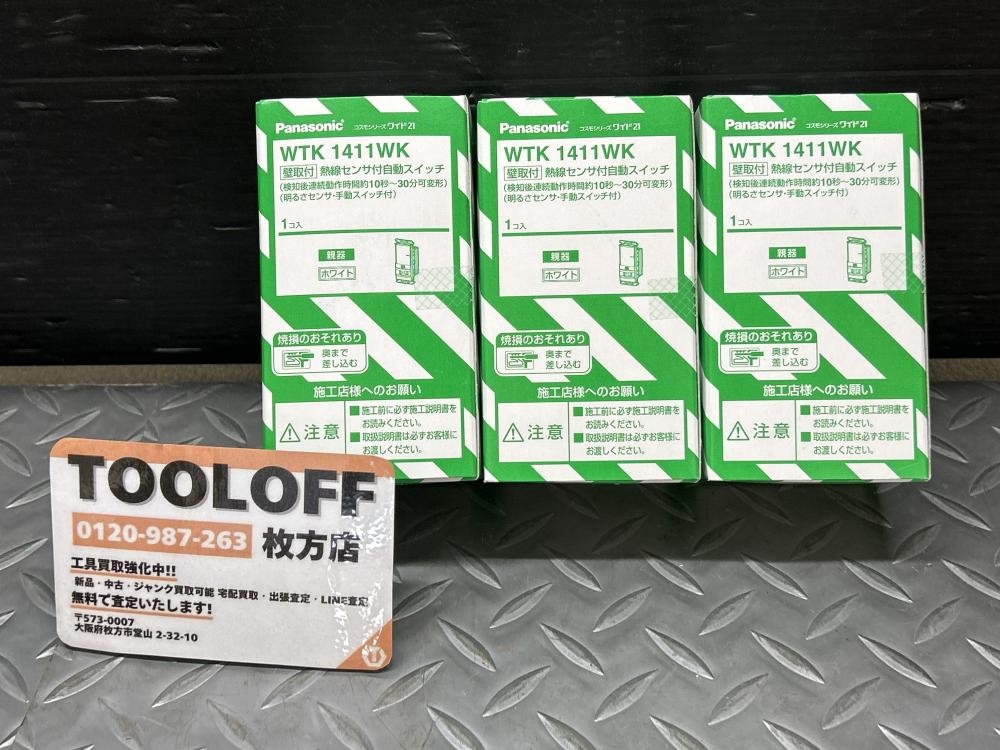 Panasonic コスモシリーズ ワイド21
WTK 1411WK
壁取付 熱線センサ付自動スイッチ
(検知後連続動作時間約10秒〜30分可変形)
(明るさセンサ・手動スイッチ付)
1コ入
親器
ホワイト
焼損のおそれあり
奥まで
差し込む
施工店様へのお願い
注意
■施工前に必ず施工説明書を
お読みください。
■取扱説明書は必ずお客様に
お渡しください。
Panasonic コスモシリーズ ワイド21
WTK 1411WK
壁取付 熱線センサ付自動スイッチ
(検知後連続動作時間約10秒〜30分可変形)
(明るさセンサ・手動スイッチ付)
1コ入
親器
ホワイト
焼損のおそれあり
奥まで
差し込む
施工店様へのお願い
注意
■施工前に必ず施工説明書を
お読みください。
■取扱説明書は必ずお客様に
お渡しください。
Panasonic コスモシリーズ ワイド21
WTK 1411WK
壁取付 熱線センサ付自動スイッチ
(検知後連続動作時間約10秒〜30分可変形)
(明るさセンサ・手動スイッチ付)
1コ入
親器
ホワイト
焼損のおそれあり
奥まで
差し込む
施工店様へのお願い
注意
■施工前に必ず施工説明書を
お読みください。
■取扱説明書は必ずお客様に
お渡しください。
TOOLOFF
0120-987-263 枚方店
工具買取強化中!!
新品・中古・ジャンク買取可能 宅配買取・出張査定・LINE査定
無料で査定いたします!
〒573-0007
大阪府枚方市堂山 2-32-10